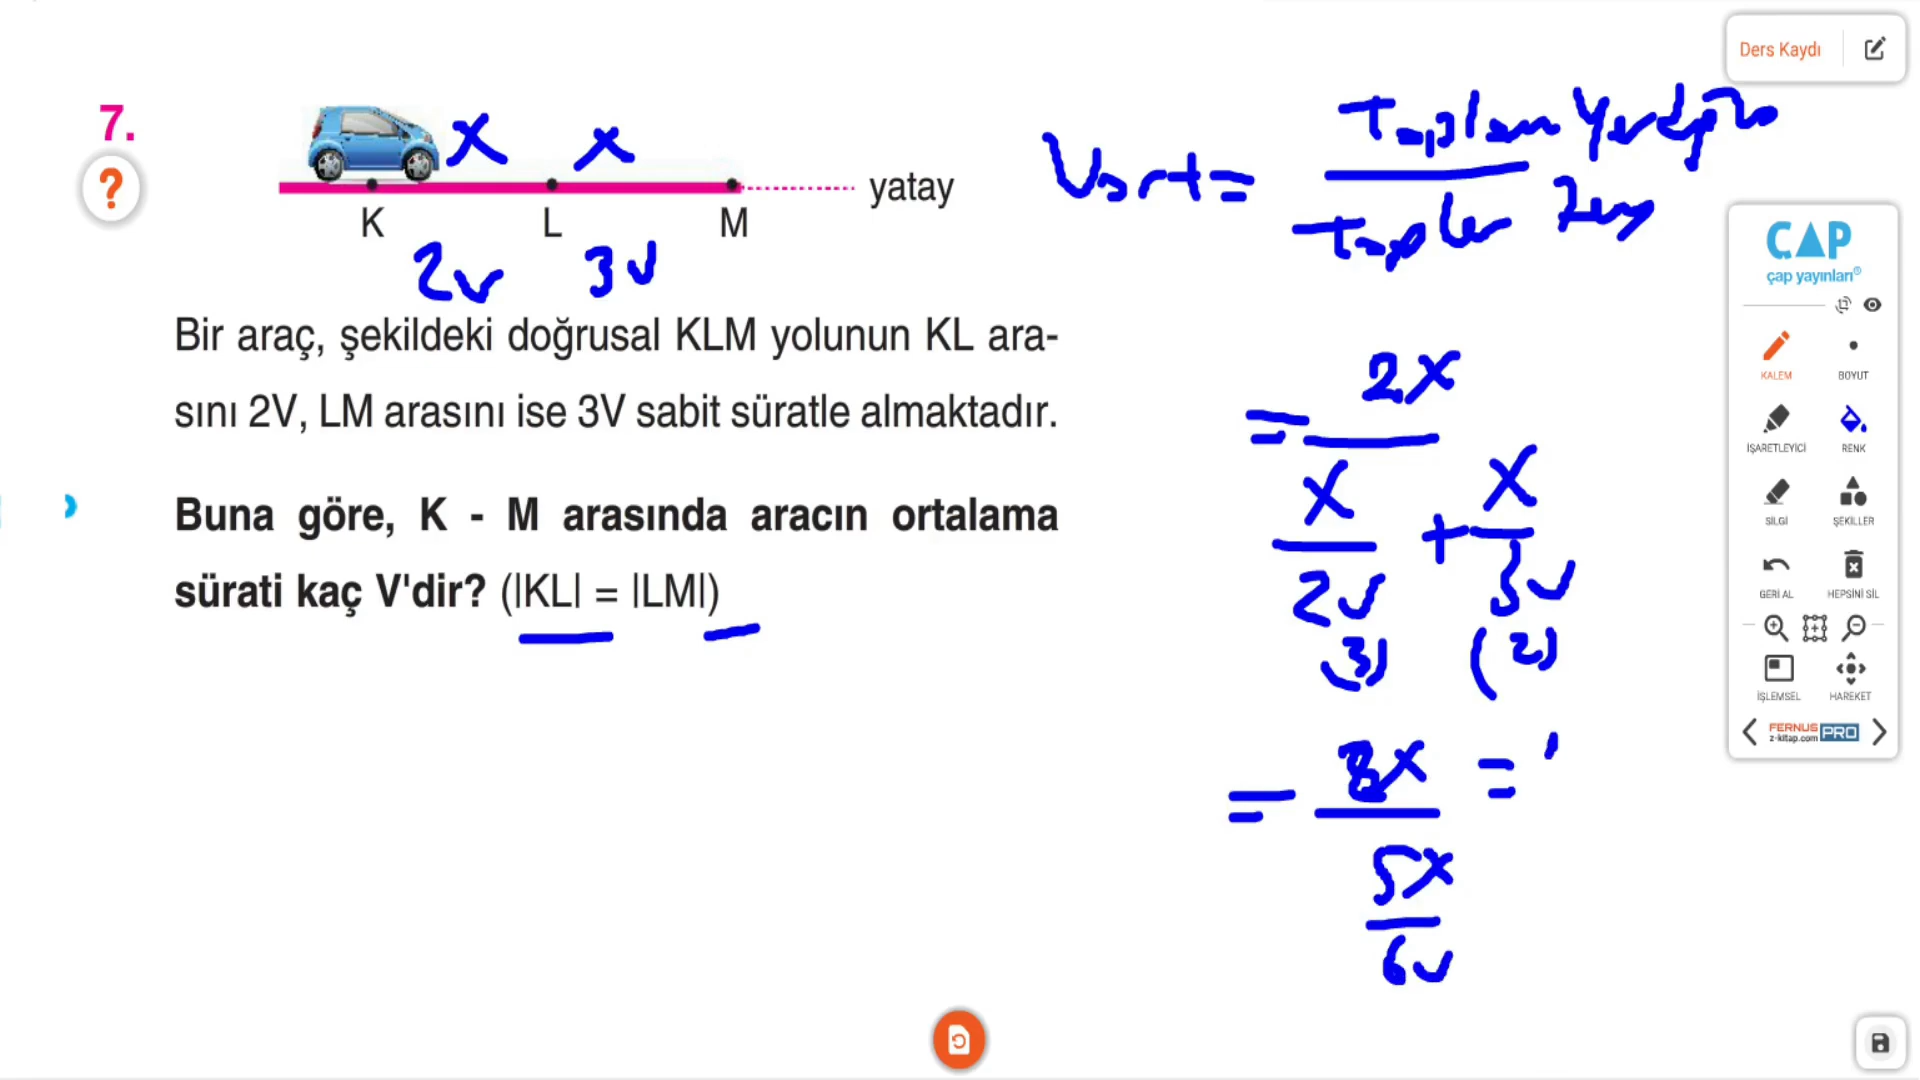 Ders Kaydı
7.
x x
K L M yatay
2v 3v
Vort = Toplam Yerdeğiş
Toplam Zam
Bir araç, şekildeki doğrusal KLM yolunun KL ara-
sını 2V, LM arasını ise 3V sabit süratle almaktadır.
Buna göre, K - M arasında aracın ortalama
sürati kaç V'dir? (|KL| = |LM|)
= 2x
x + x
2v 3v
(3) (2)
= x =
5x
6v
ÇAP
çap yayınları®
KALEM BOYUT
İŞARETLEYİCİ RENK
SİLGİ ŞEKİLLER
GERİ AL HEPSİNİ SİL
İŞLEMSEL HAREKET
FERNUS
z-kitap.com PRO